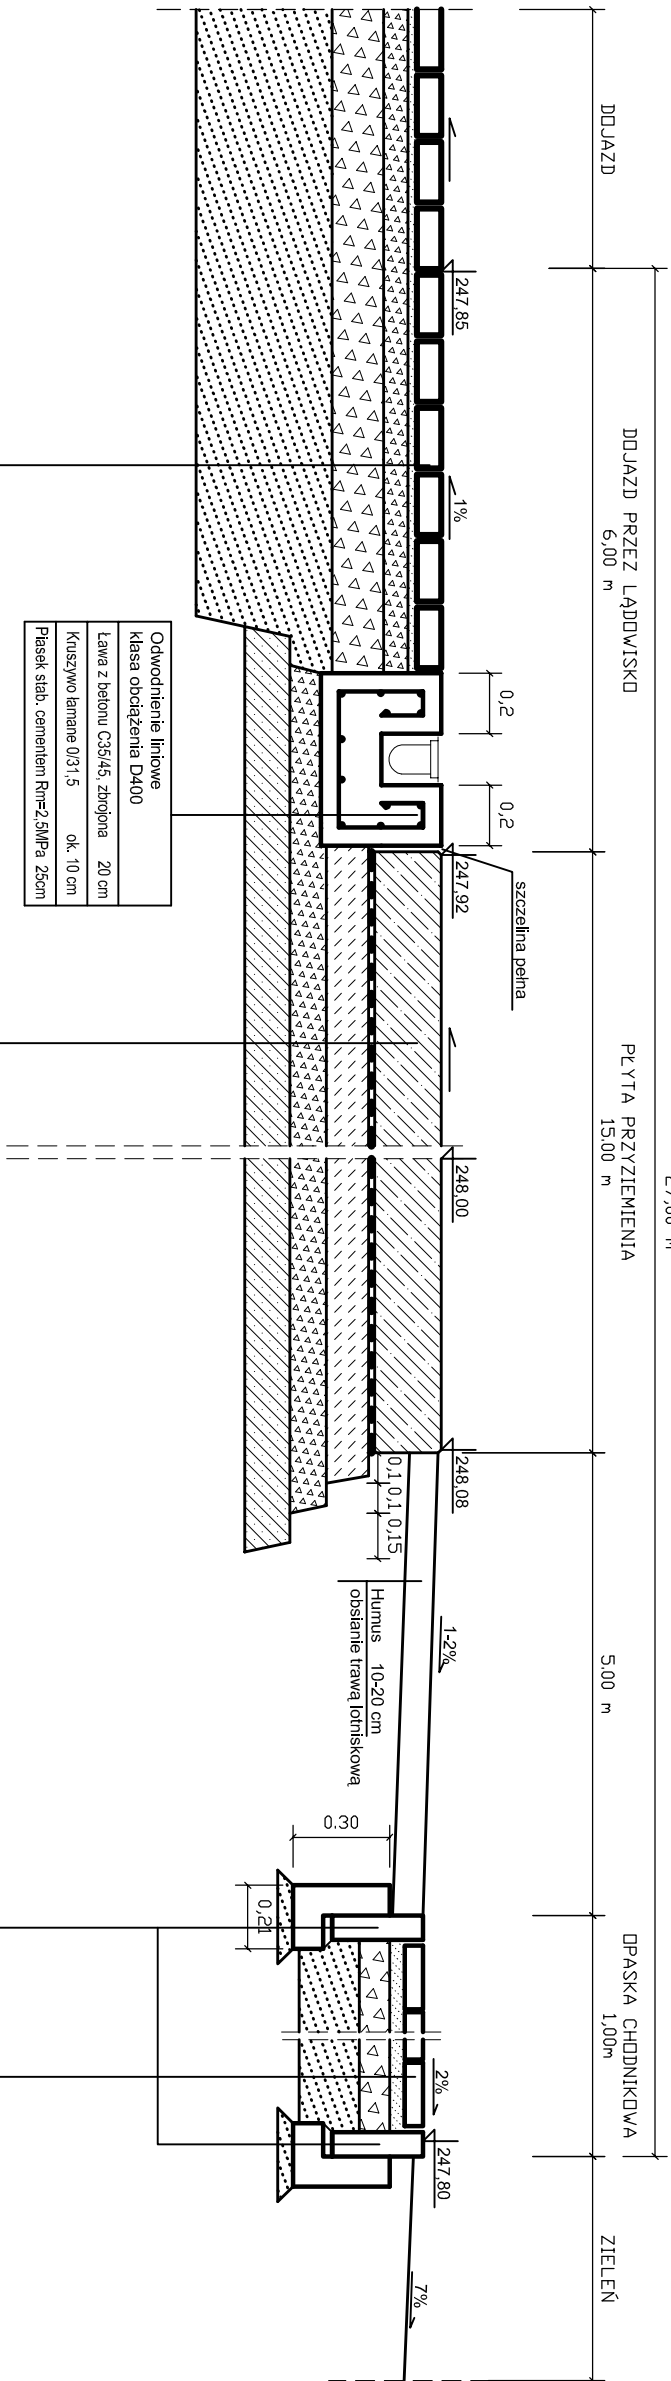 DOJAZD
DOJAZD PRZEZ LĄDOWISKO
6,00 m
PŁYTA PRZYZIEMIENIA
15.00 m
5.00 m
OPASKA CHODNIKOWA
1,00m
ZIELEŃ
247,85
1%
0,2
0,2
247,92
szczelina pełna
248,00
248,08
0,1
0,1
0,15
1-2%
Humus 10-20 cm
obsianie trawą lotniskową
0.30
0,21
2%
247,80
7%
Odwodnienie liniowe
klasa obciążenia D400
Ława z betonu C35/45, zbrojona 20 cm
Kruszywo łamane 0/31,5 ok. 10 cm
Piasek stab. cementem Rm=2,5MPa 25cm